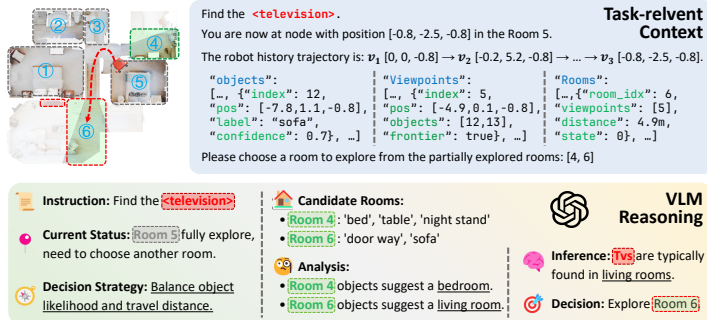 ②
③
④
①
⑤
⑥
Find the <television>.
Task-relvent
Context
You are now at node with position [-0.8, -2.5, -0.8] in the Room 5.
The robot history trajectory is: v₁ [0, 0, -0.8] → v₂ [-0.2, 5.2, -0.8] → ... → v₃ [-0.8, -2.5, -0.8].
"objects":
[…, {"index": 12,
"pos": [-7.8,1.1,-0.8],
"label": "sofa",
"confidence": 0.7}, …]
"Viewpoints":
[…, {"index": 5,
"pos": [-4.9,0.1,-0.8],
"objects": [12,13],
"frontier": true}, …]
"Rooms":
[…,{"room_idx": 6,
"viewpoints": [5],
"distance": 4.9m,
"state": 0}, …]
Please choose a room to explore from the partially explored rooms: [4, 6]
Instruction: Find the <television>
Current Status: Room 5 fully explore,
need to choose another room.
Decision Strategy: Balance object
likelihood and travel distance.
Candidate Rooms:
• Room 4: 'bed', 'table', 'night stand'
• Room 6: 'door way', 'sofa'
Analysis:
• Room 4 objects suggest a bedroom.
• Room 6 objects suggest a living room.
VLM
Reasoning
Inference: Tvs are typically
found in living rooms.
Decision: Explore Room 6.